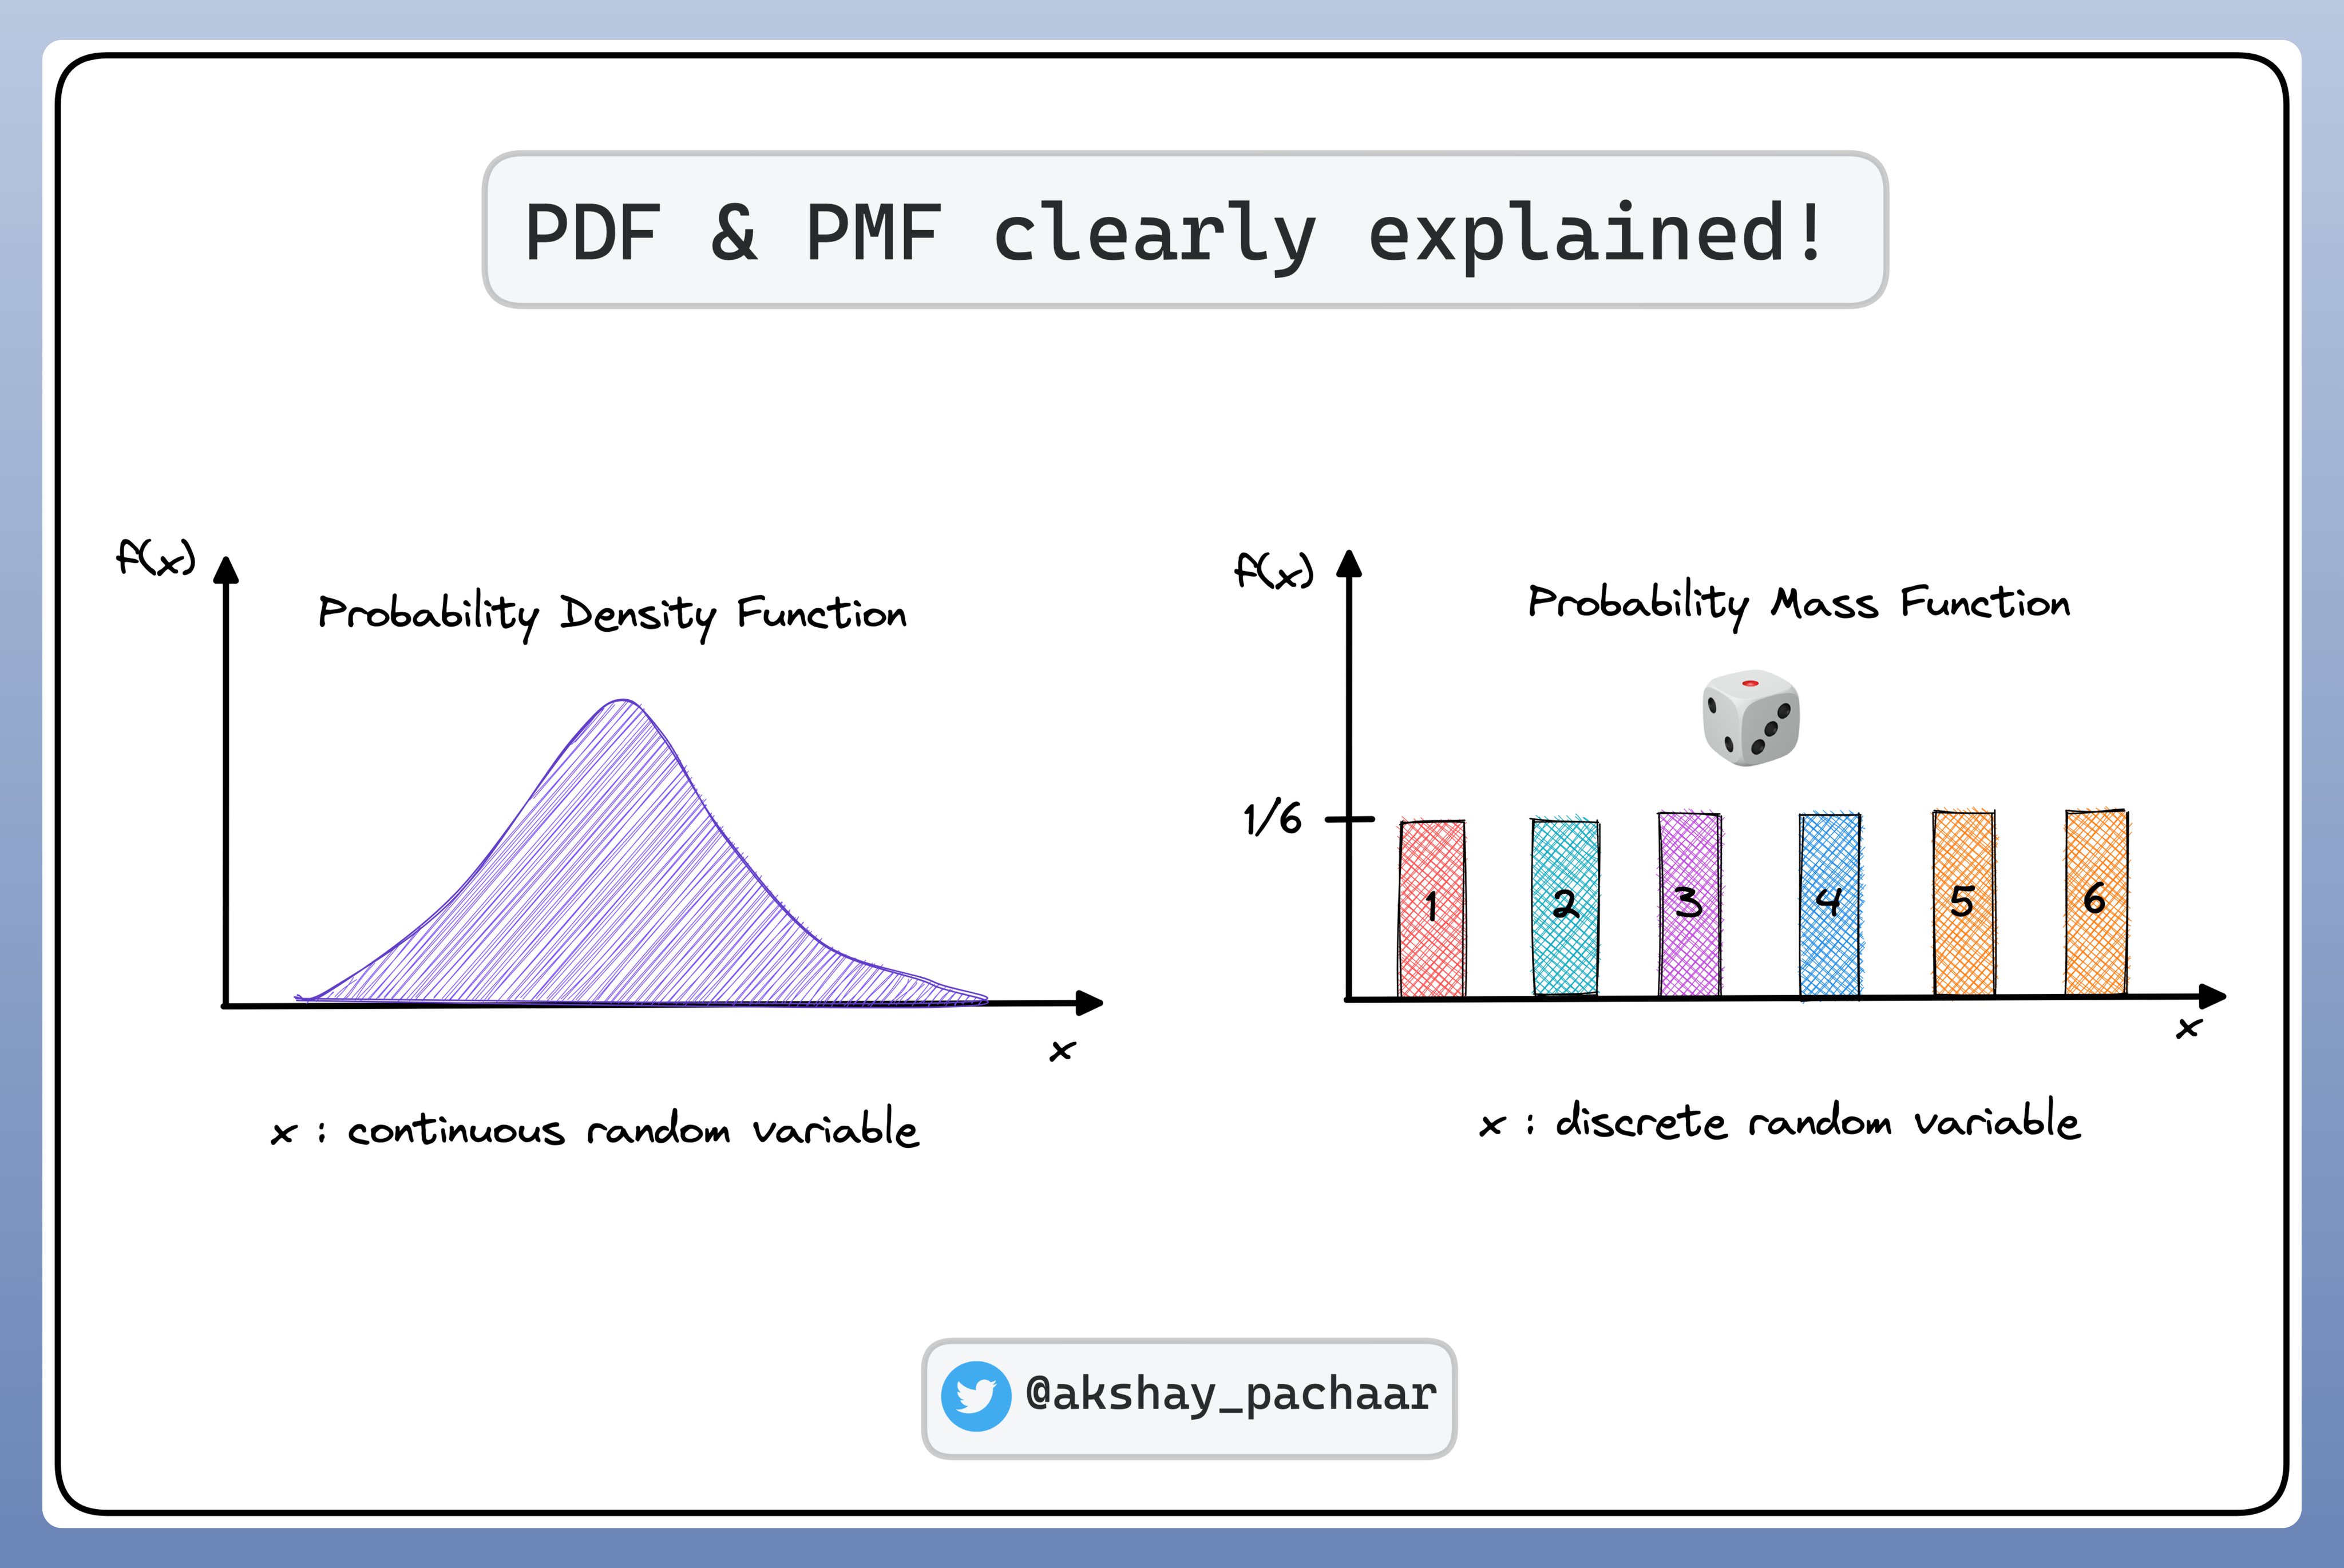 PDF & PMF clearly explained!
f(x)
Probability Density Function
x
x : continuous random variable
f(x)
Probability Mass Function
1/6
1
2
3
4
5
6
x
x : discrete random variable
@akshay_pachaar